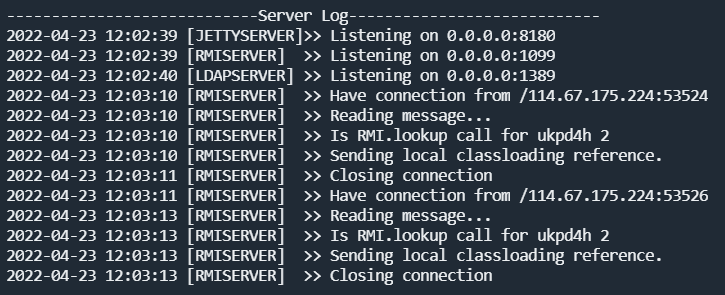 ----------------------------Server Log----------------------------
2022-04-23 12:02:39 [JETTYSERVER]>> Listening on 0.0.0.0:8180
2022-04-23 12:02:39 [RMISERVER]  >> Listening on 0.0.0.0:1099
2022-04-23 12:02:40 [LDAPSERVER] >> Listening on 0.0.0.0:1389
2022-04-23 12:03:10 [RMISERVER]  >> Have connection from /114.67.175.224:53524
2022-04-23 12:03:10 [RMISERVER]  >> Reading message...
2022-04-23 12:03:10 [RMISERVER]  >> Is RMI.lookup call for ukpd4h 2
2022-04-23 12:03:10 [RMISERVER]  >> Sending local classloading reference.
2022-04-23 12:03:11 [RMISERVER]  >> Closing connection
2022-04-23 12:03:11 [RMISERVER]  >> Have connection from /114.67.175.224:53526
2022-04-23 12:03:13 [RMISERVER]  >> Reading message...
2022-04-23 12:03:13 [RMISERVER]  >> Is RMI.lookup call for ukpd4h 2
2022-04-23 12:03:13 [RMISERVER]  >> Sending local classloading reference.
2022-04-23 12:03:13 [RMISERVER]  >> Closing connection